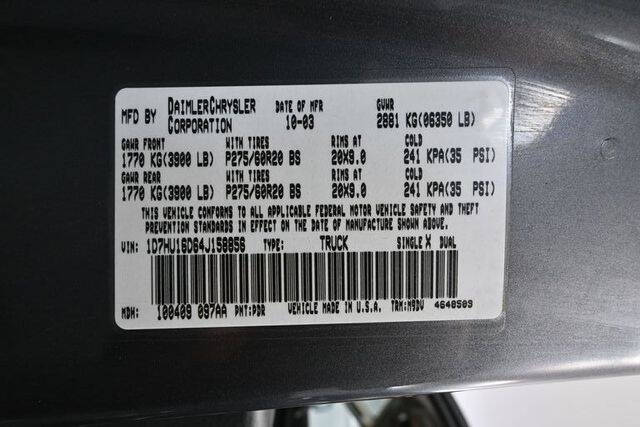 MFD BY DAIMLERCHRYSLER CORPORATION DATE OF MFR 10-03 GVWR 2881 KG(06350 LB)
GAWR FRONT WITH TIRES RIMS AT COLD
1770 KG(3900 LB) P275/60R20 BS 20X9.0 241 KPA(35 PSI)
GAWR REAR WITH TIRES RIMS AT COLD
1770 KG(3900 LB) P275/60R20 BS 20X9.0 241 KPA(35 PSI)
THIS VEHICLE CONFORMS TO ALL APPLICABLE FEDERAL MOTOR VEHICLE SAFETY AND THEFT
PREVENTION STANDARDS IN EFFECT ON THE DATE OF MANUFACTURE SHOWN ABOVE.
VIN: 1D7HU16D64J158856 TYPE: TRUCK SINGLE X DUAL
MDH: 100409 097AA PNT:PDR VEHICLE MADE IN U.S.A. TRM:M9DV 4648509